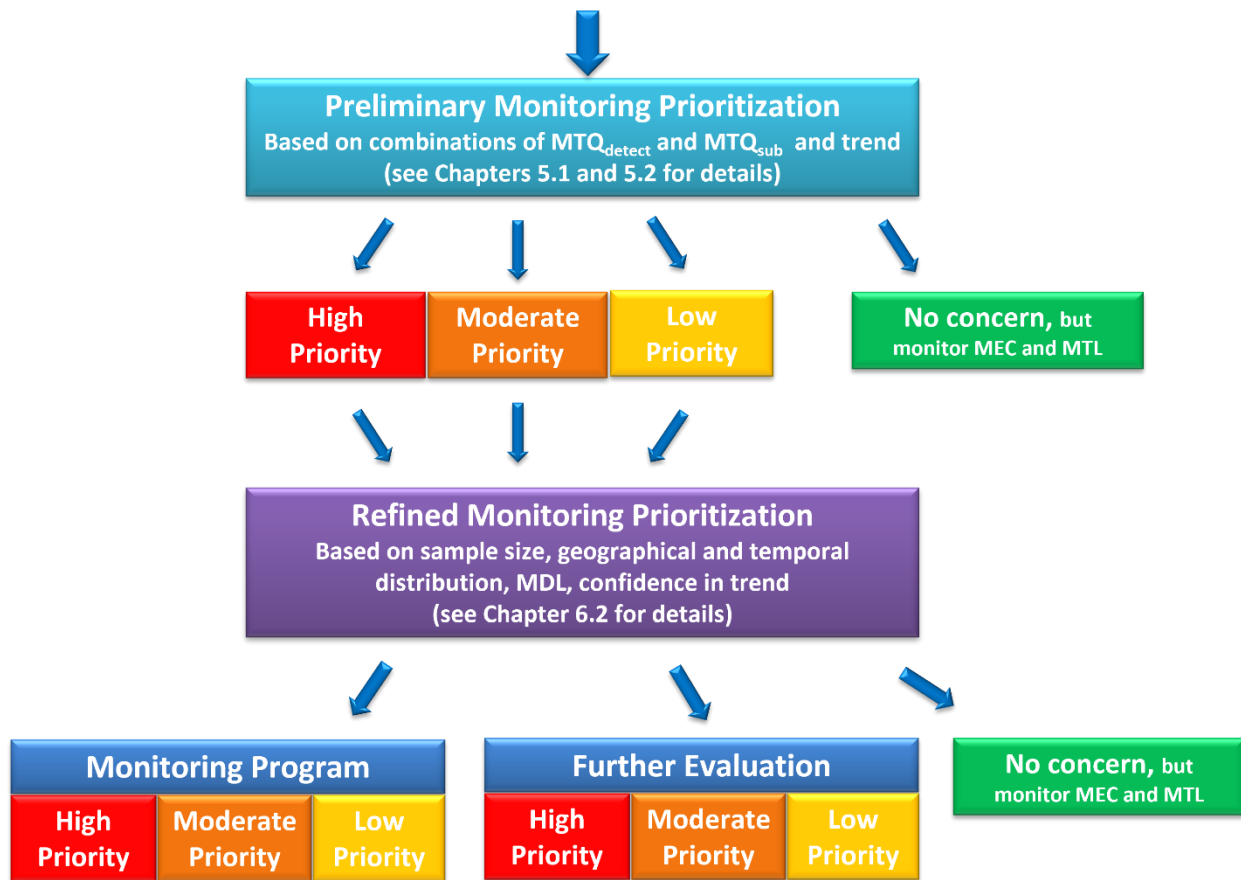 Preliminary Monitoring Prioritization
Based on combinations of MTQdetect and MTQsub and trend
(see Chapters 5.1 and 5.2 for details)
High
Priority
Moderate
Priority
Low
Priority
No concern, but
monitor MEC and MTL
Refined Monitoring Prioritization
Based on sample size, geographical and temporal
distribution, MDL, confidence in trend
(see Chapter 6.2 for details)
Monitoring Program
High
Priority
Moderate
Priority
Low
Priority
Further Evaluation
High
Priority
Moderate
Priority
Low
Priority
No concern, but
monitor MEC and MTL